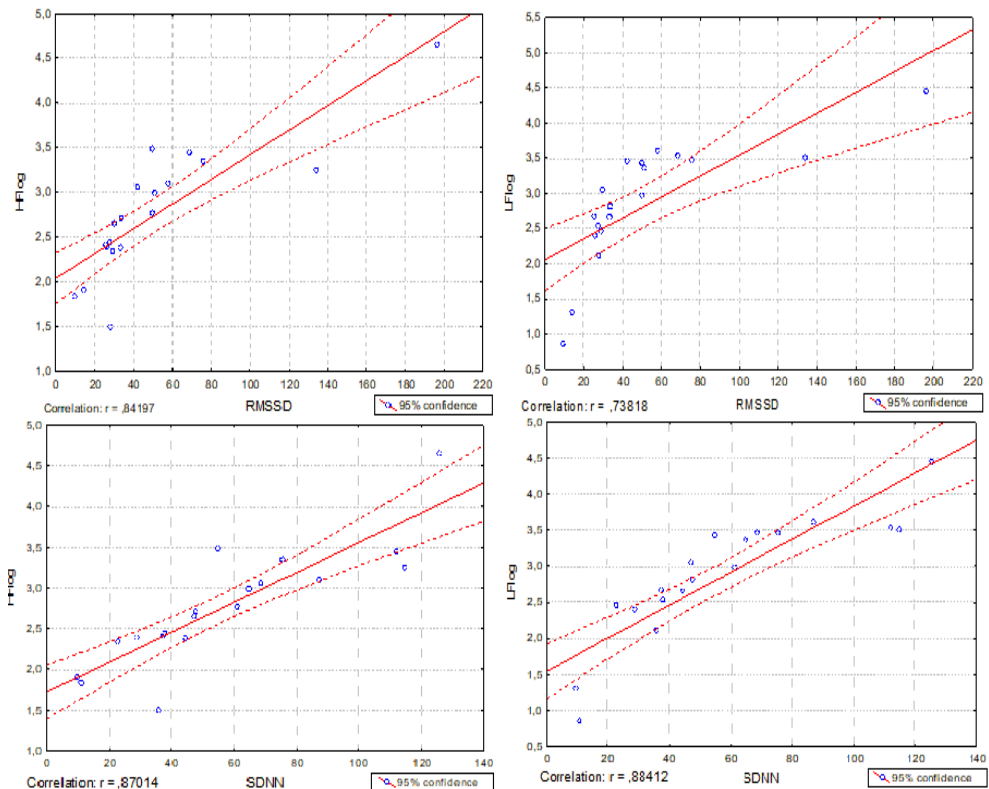 5,0
4,5
4,0
3,5
3,0
2,5
2,0
1,5
1,0
HFlog
0 20 40 60 80 100 120 140 160 180 200 220
RMSSD
Correlation: r = ,84197
95% confidence
5,5
5,0
4,5
4,0
3,5
3,0
2,5
2,0
1,5
1,0
0,5
LFlog
0 20 40 60 80 100 120 140 160 180 200 220
RMSSD
Correlation: r = ,73818
95% confidence
5,0
4,5
4,0
3,5
3,0
2,5
2,0
1,5
1,0
HFlog
0 20 40 60 80 100 120 140
SDNN
Correlation: r = ,87014
95% confidence
5,0
4,5
4,0
3,5
3,0
2,5
2,0
1,5
1,0
0,5
LFlog
0 20 40 60 80 100 120 140
SDNN
Correlation: r = ,88412
95% confidence